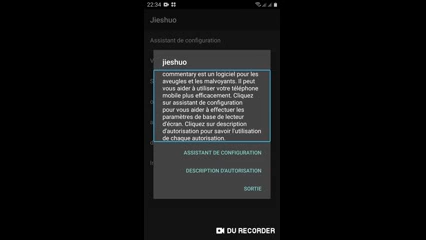 22:34
Jieshuo
Assistant de configuration
jieshuo
commentary est un logiciel pour les
aveugles et les malvoyants. Il peut
vous aider à utiliser votre téléphone
mobile plus efficacement. Cliquez
sur assistant de configuration
pour vous aider à effectuer les
paramètres de base de lecteur
d'écran. Cliquez sur description
d'autorisation pour savoir l'utilisation
de chaque autorisation.
ASSISTANT DE CONFIGURATION
DESCRIPTION D'AUTORISATION
SORTIE
DU RECORDER